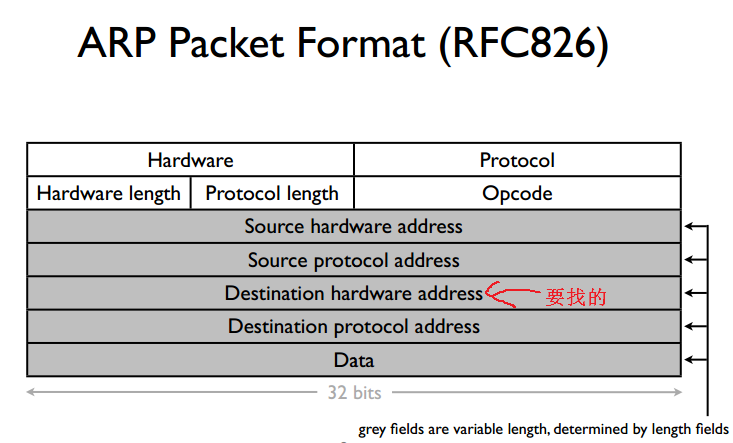 ARP Packet Format (RFC826)
Hardware Protocol
Hardware length Protocol length Opcode
Source hardware address
Source protocol address
Destination hardware address 要找的
Destination protocol address
Data
32 bits
grey fields are variable length, determined by length fields